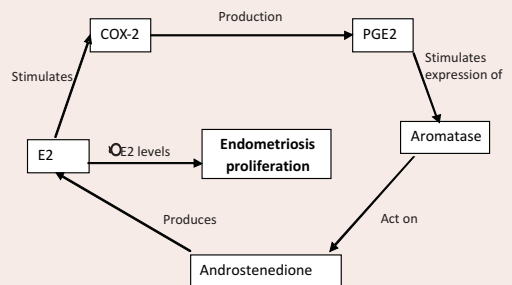 Production
COX-2
PGE2
Stimulates
expression of
Stimulates
Aromatase
E2
E2 levels
Endometriosis
proliferation
Act on
Produces
Androstenedione